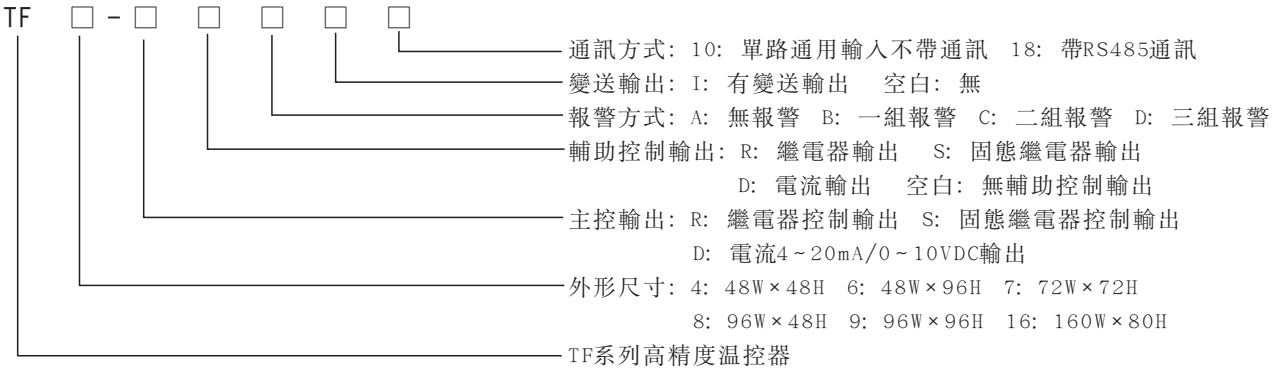 TF □-□ □ □ □ □
通訊方式: 10: 單路通用輸入不帶通訊 18: 帶RS485通訊
變送輸出: I: 有變送輸出 空白: 無
報警方式: A: 無報警 B: 一組報警 C: 二組報警 D: 三組報警
輔助控制輸出: R: 繼電器輸出 S: 固態繼電器輸出
D: 電流輸出 空白: 無輔助控制輸出
主控輸出: R: 繼電器控制輸出 S: 固態繼電器控制輸出
D: 電流4~20mA/0~10VDC輸出
外形尺寸: 4: 48W×48H 6: 48W×96H 7: 72W×72H
8: 96W×48H 9: 96W×96H 16: 160W×80H
TF系列高精度温控器